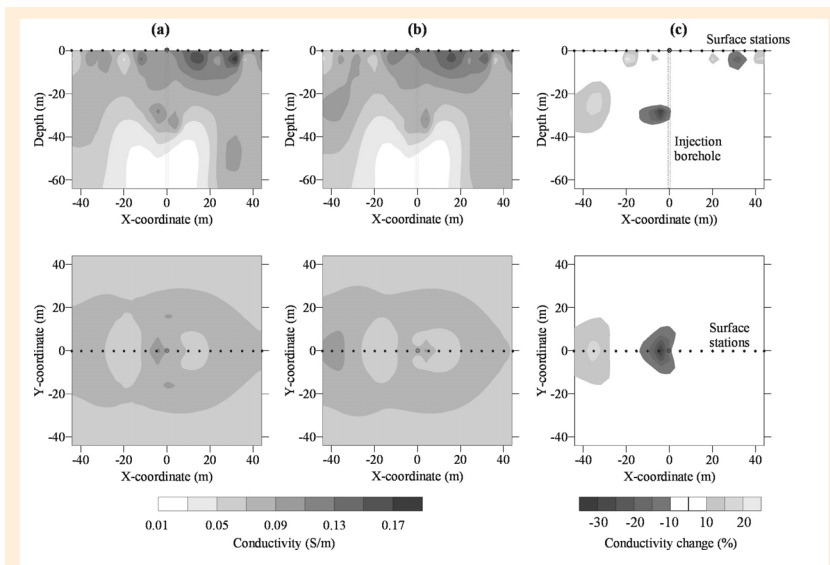 (a)
(b)
(c)
0
-20
-40
-60
Depth (m)
-40 -20 0 20 40
X-coordinate (m)
0
-20
-40
-60
Depth (m)
-40 -20 0 20 40
X-coordinate (m)
Surface stations
0
-20
-40
-60
Depth (m)
Injection
borehole
-40 -20 0 20 40
X-coordinate (m))
40
20
0
-20
-40
Y-coordinate (m)
-40 -20 0 20 40
X-coordinate (m)
40
20
0
-20
-40
Y-coordinate (m)
-40 -20 0 20 40
X-coordinate (m)
40
20
0
-20
-40
Y-coordinate (m)
Surface
stations
-40 -20 0 20 40
X-coordinate (m)
0.01 0.05 0.09 0.13 0.17
Conductivity (S/m)
-30 -20 -10 10 20
Conductivity change (%)